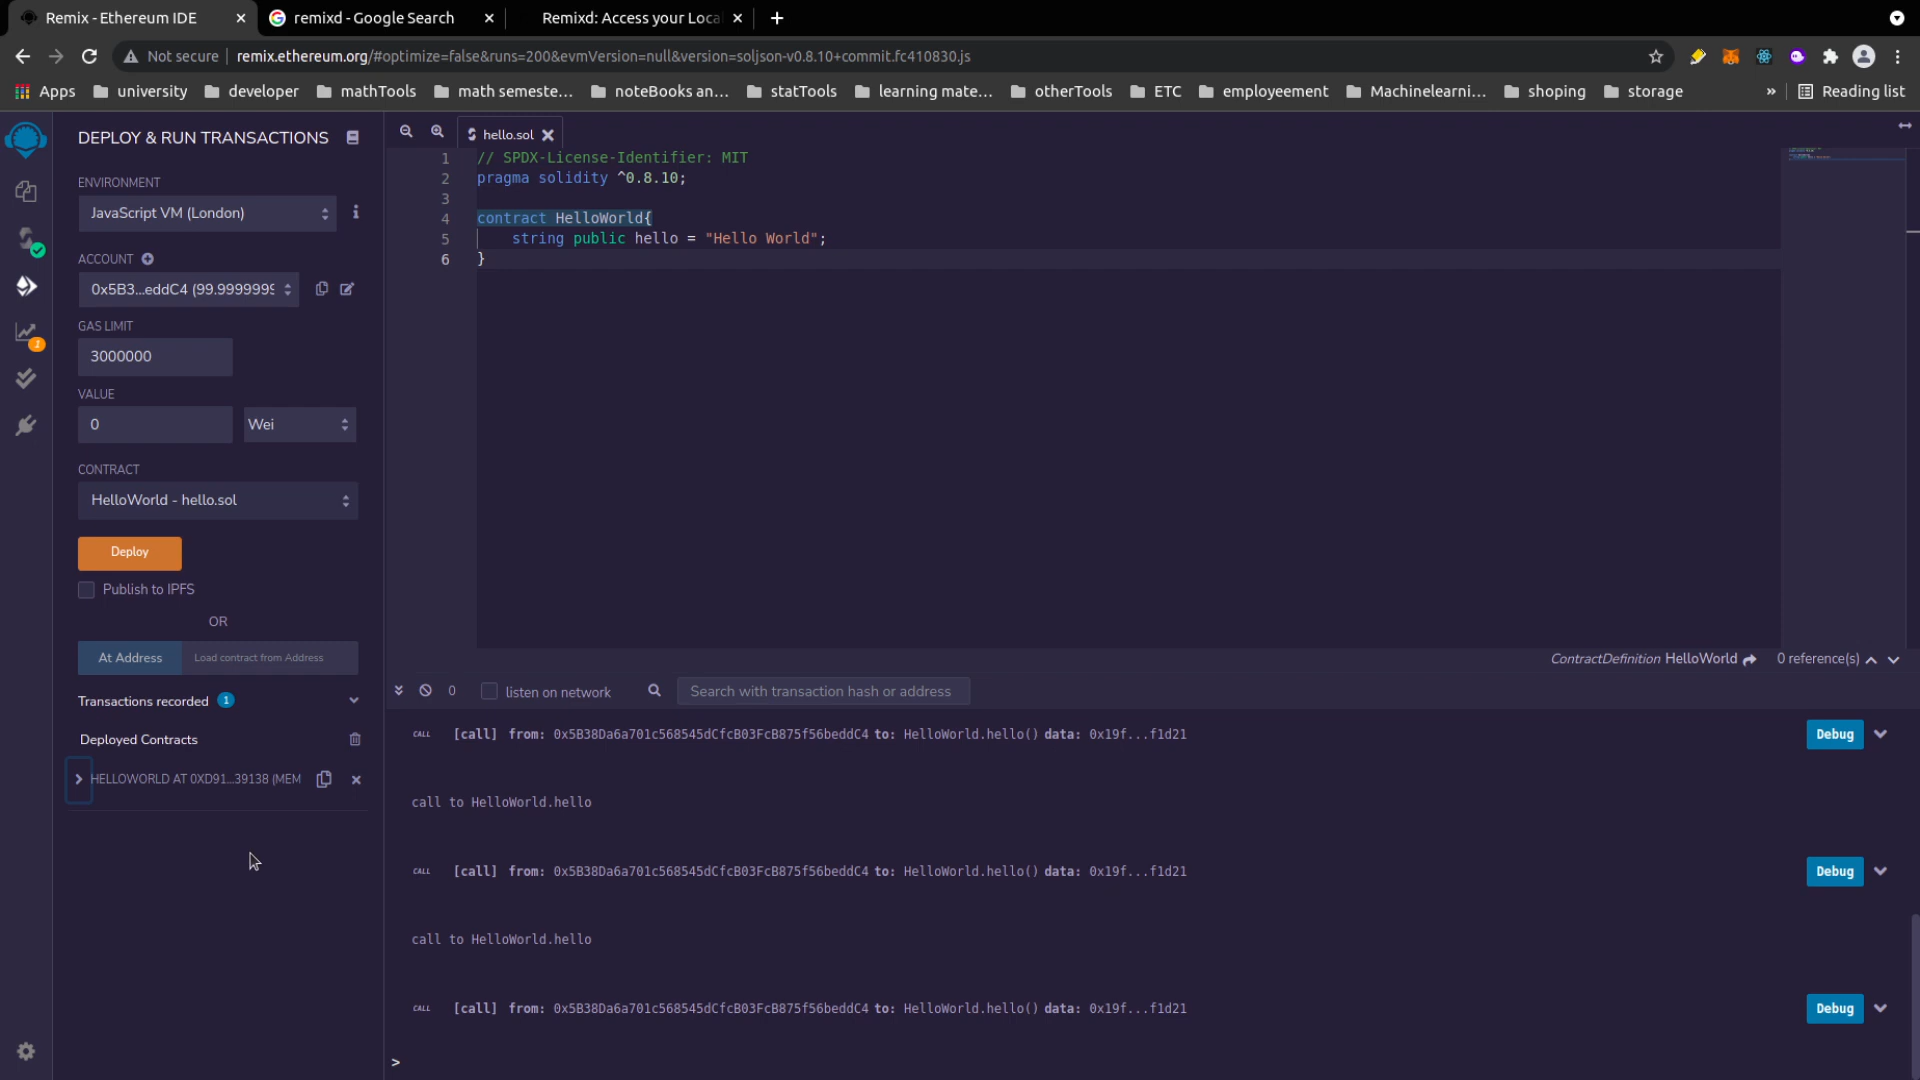 Remix - Ethereum IDE
remixd - Google Search
Remixd: Access your Loca
Not secure
remix.ethereum.org/#optimize=false&runs=200&evmVersion=null&version=soljson-v0.8.10+commit.fc410830.js
Apps
university
developer
mathTools
math semeste...
noteBooks an...
statTools
learning mate...
otherTools
ETC
employeement
Machinelearni...
shoping
storage
»
Reading list
DEPLOY & RUN TRANSACTIONS
ENVIRONMENT
JavaScript VM (London)
ACCOUNT
0x5B3...eddC4 (99.9999999
GAS LIMIT
3000000
VALUE
0
Wei
CONTRACT
HelloWorld - hello.sol
Deploy
Publish to IPFS
OR
At Address
Load contract from Address
Transactions recorded 1
Deployed Contracts
HELLOWORLD AT 0XD91...39138 (MEM
1
hello.sol
1 // SPDX-License-Identifier: MIT
2 pragma solidity ^0.8.10;
3
4 contract HelloWorld{
5 string public hello = "Hello World";
6 }
ContractDefinition HelloWorld
0 reference(s)
0
listen on network
Search with transaction hash or address
CALL [call] from: 0x5B38Da6a701c568545dCfcB03FcB875f56beddC4 to: HelloWorld.hello() data: 0x19f...f1d21
Debug
call to HelloWorld.hello
CALL [call] from: 0x5B38Da6a701c568545dCfcB03FcB875f56beddC4 to: HelloWorld.hello() data: 0x19f...f1d21
Debug
call to HelloWorld.hello
CALL [call] from: 0x5B38Da6a701c568545dCfcB03FcB875f56beddC4 to: HelloWorld.hello() data: 0x19f...f1d21
Debug
>